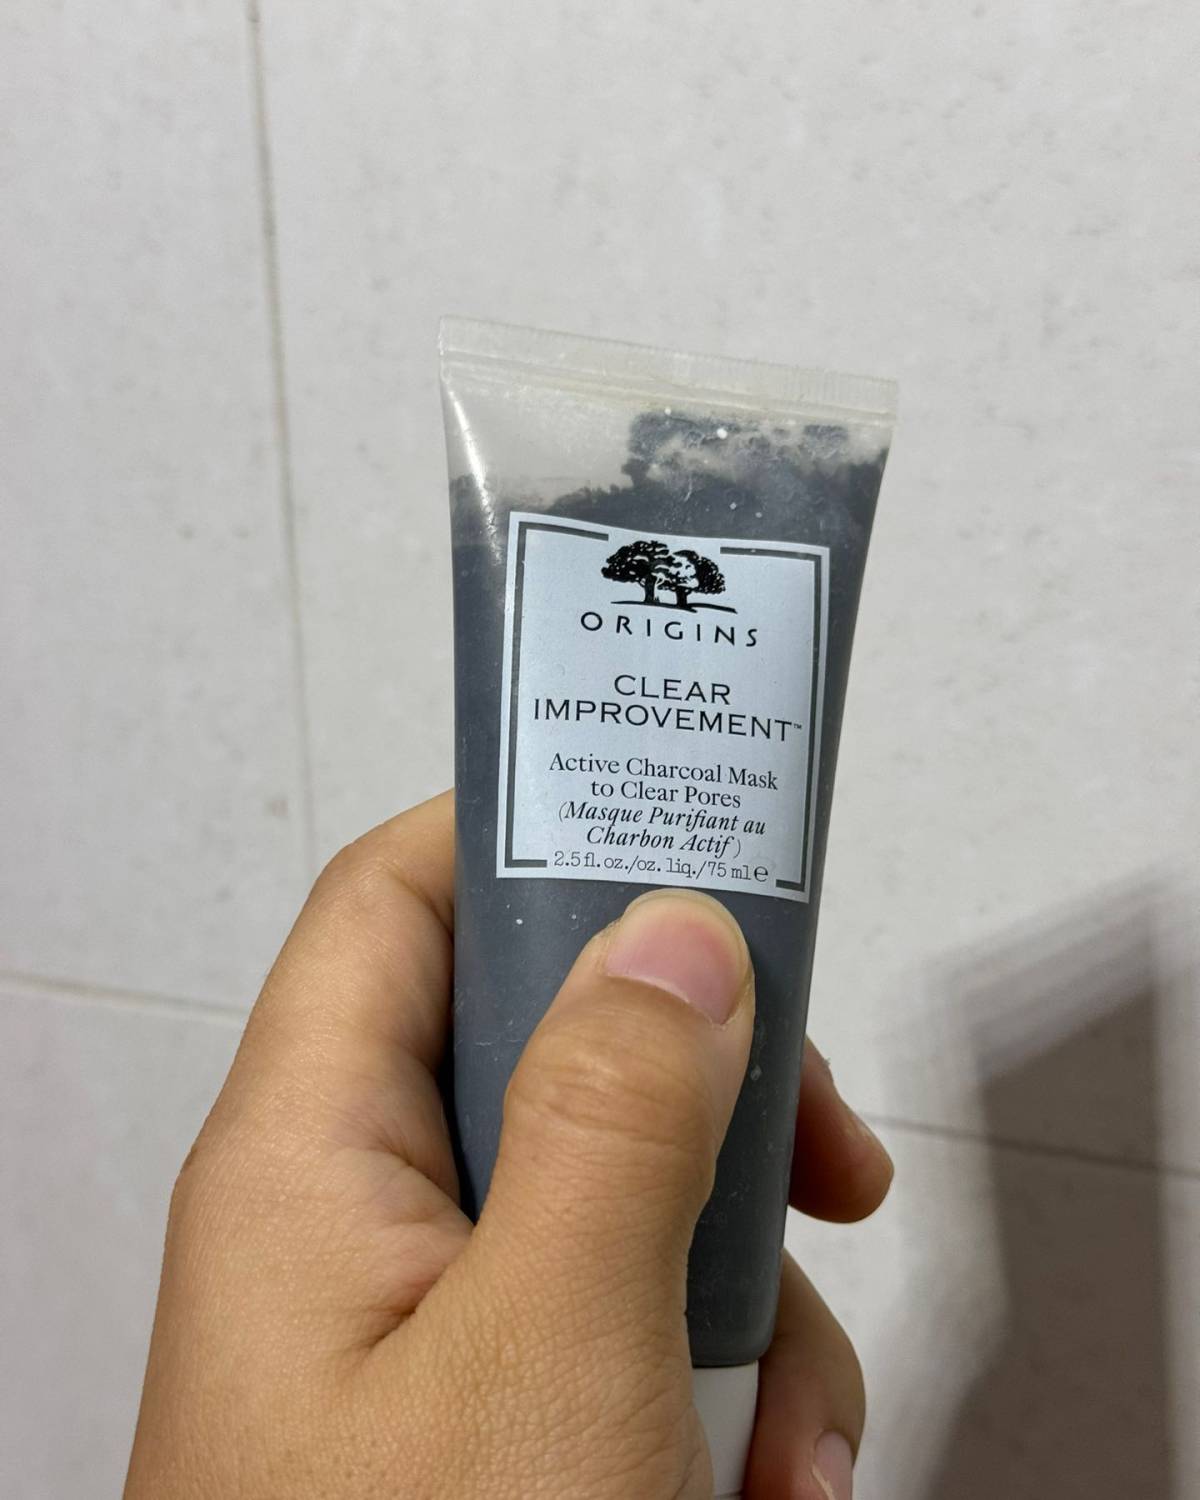 ORIGINS
CLEAR
IMPROVEMENT™
Active Charcoal Mask
to Clear Pores
(Masque Purifiant au
Charbon Actif)
2.5 fl. oz./oz. liq./75 ml e